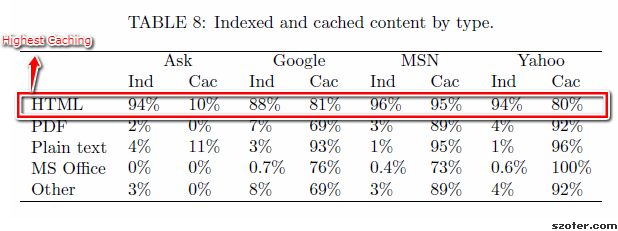 TABLE 8: Indexed and cached content by type.
Highest Caching
Ask Google MSN Yahoo
Ind Cac Ind Cac Ind Cac Ind Cac
HTML 94% 10% 88% 81% 96% 95% 94% 80%
PDF 2% 0% 7% 69% 3% 89% 4% 92%
Plain text 4% 11% 3% 93% 1% 95% 1% 96%
MS Office 0% 0% 0.7% 76% 0.4% 73% 0.6% 100%
Other 3% 0% 8% 69% 3% 89% 4% 92%
szoter.com